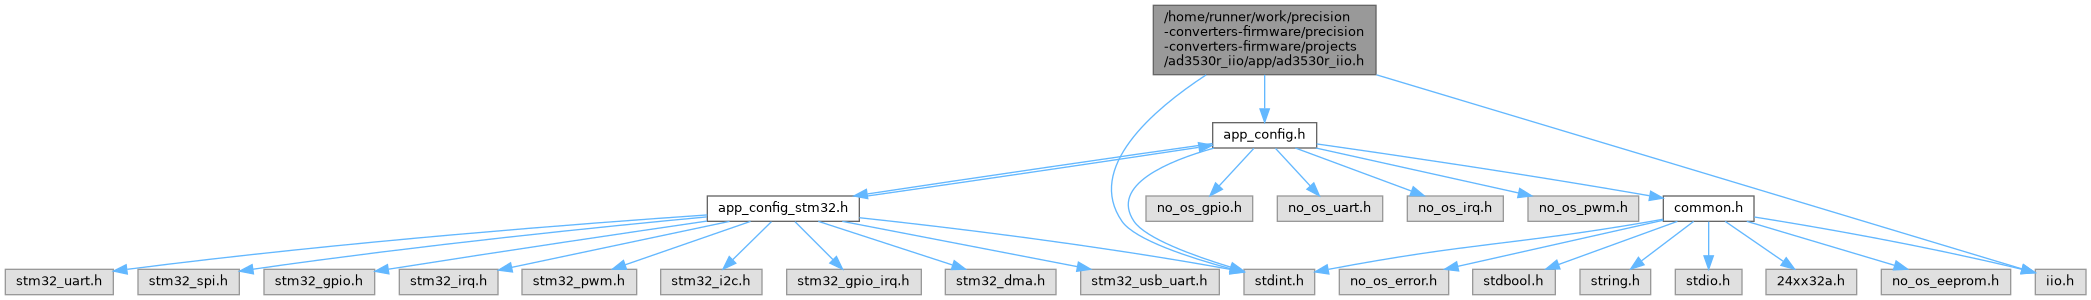 /home/runner/work/precision
-converters-firmware/precision
-converters-firmware/projects
/ad3530r_iio/app/ad3530r_iio.h
app_config.h
app_config_stm32.h
no_os_gpio.h
no_os_uart.h
no_os_irq.h
no_os_pwm.h
common.h
stm32_uart.h
stm32_spi.h
stm32_gpio.h
stm32_irq.h
stm32_pwm.h
stm32_i2c.h
stm32_gpio_irq.h
stm32_dma.h
stm32_usb_uart.h
stdint.h
no_os_error.h
stdbool.h
string.h
stdio.h
24xx32a.h
no_os_eeprom.h
iio.h